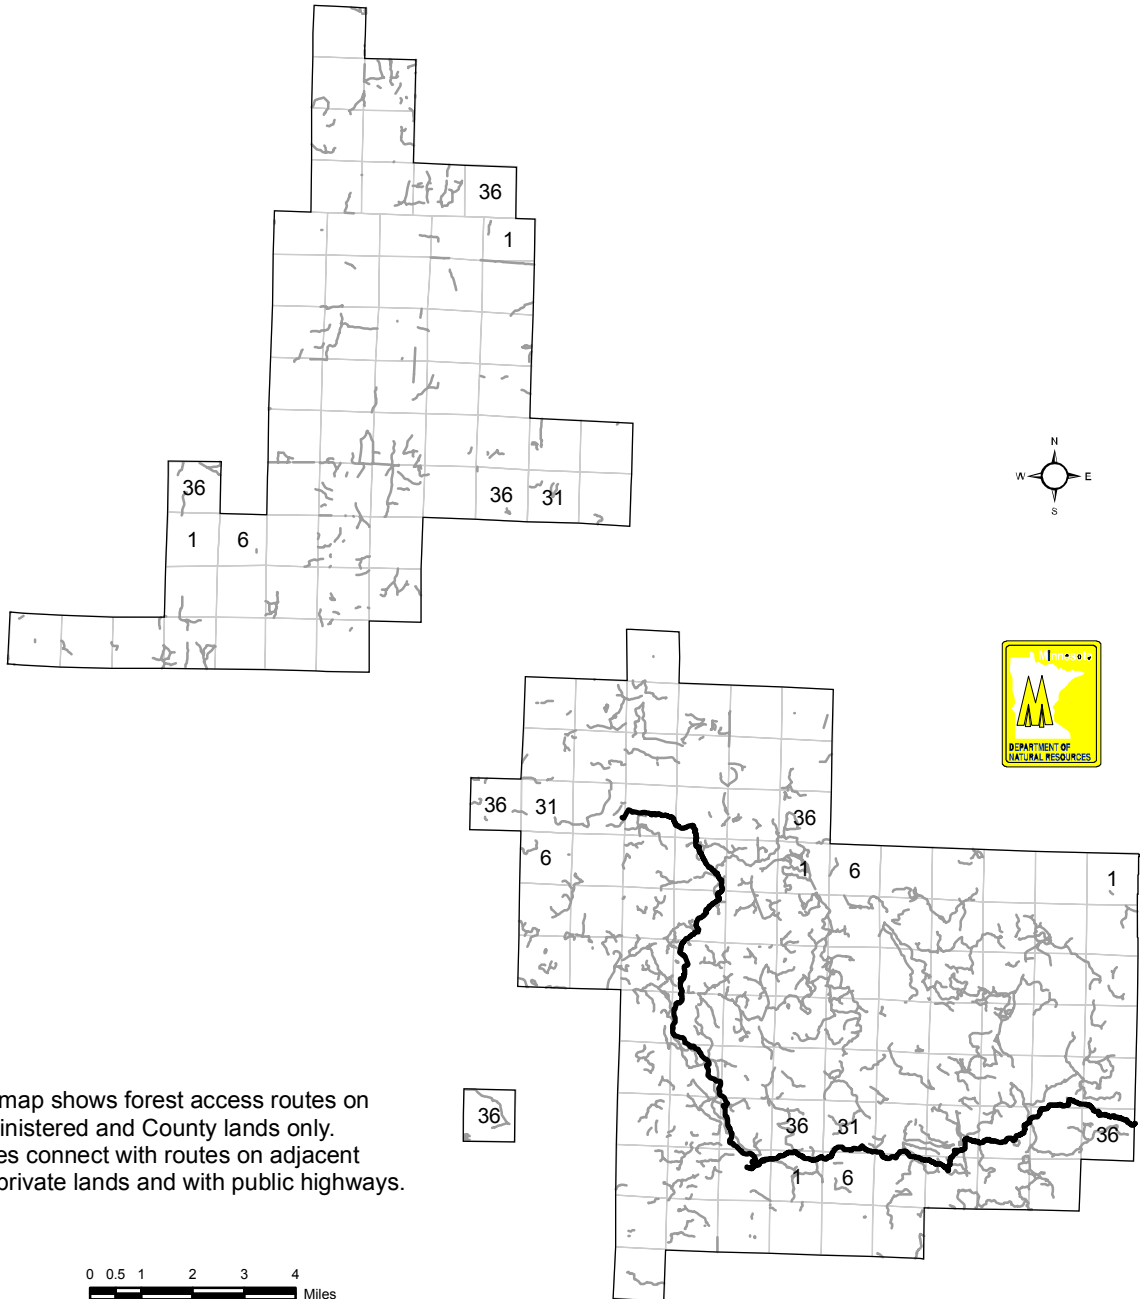 36
1
36
36
31
1
6
N
W
E
S
Minnesota
DEPARTMENT OF
NATURAL RESOURCES
36
31
36
6
1
6
1
map shows forest access routes on
inistered and County lands only.
es connect with routes on adjacent
private lands and with public highways.
36
36
31
36
1
6
0 0.5 1 2 3 4
Miles